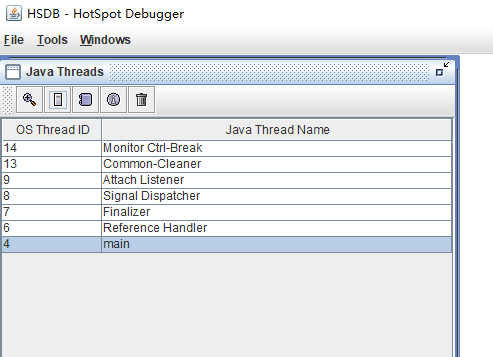 HSDB - HotSpot Debugger
File Tools Windows
Java Threads
OS Thread ID Java Thread Name
14 Monitor Ctrl-Break
13 Common-Cleaner
9 Attach Listener
8 Signal Dispatcher
7 Finalizer
6 Reference Handler
4 main